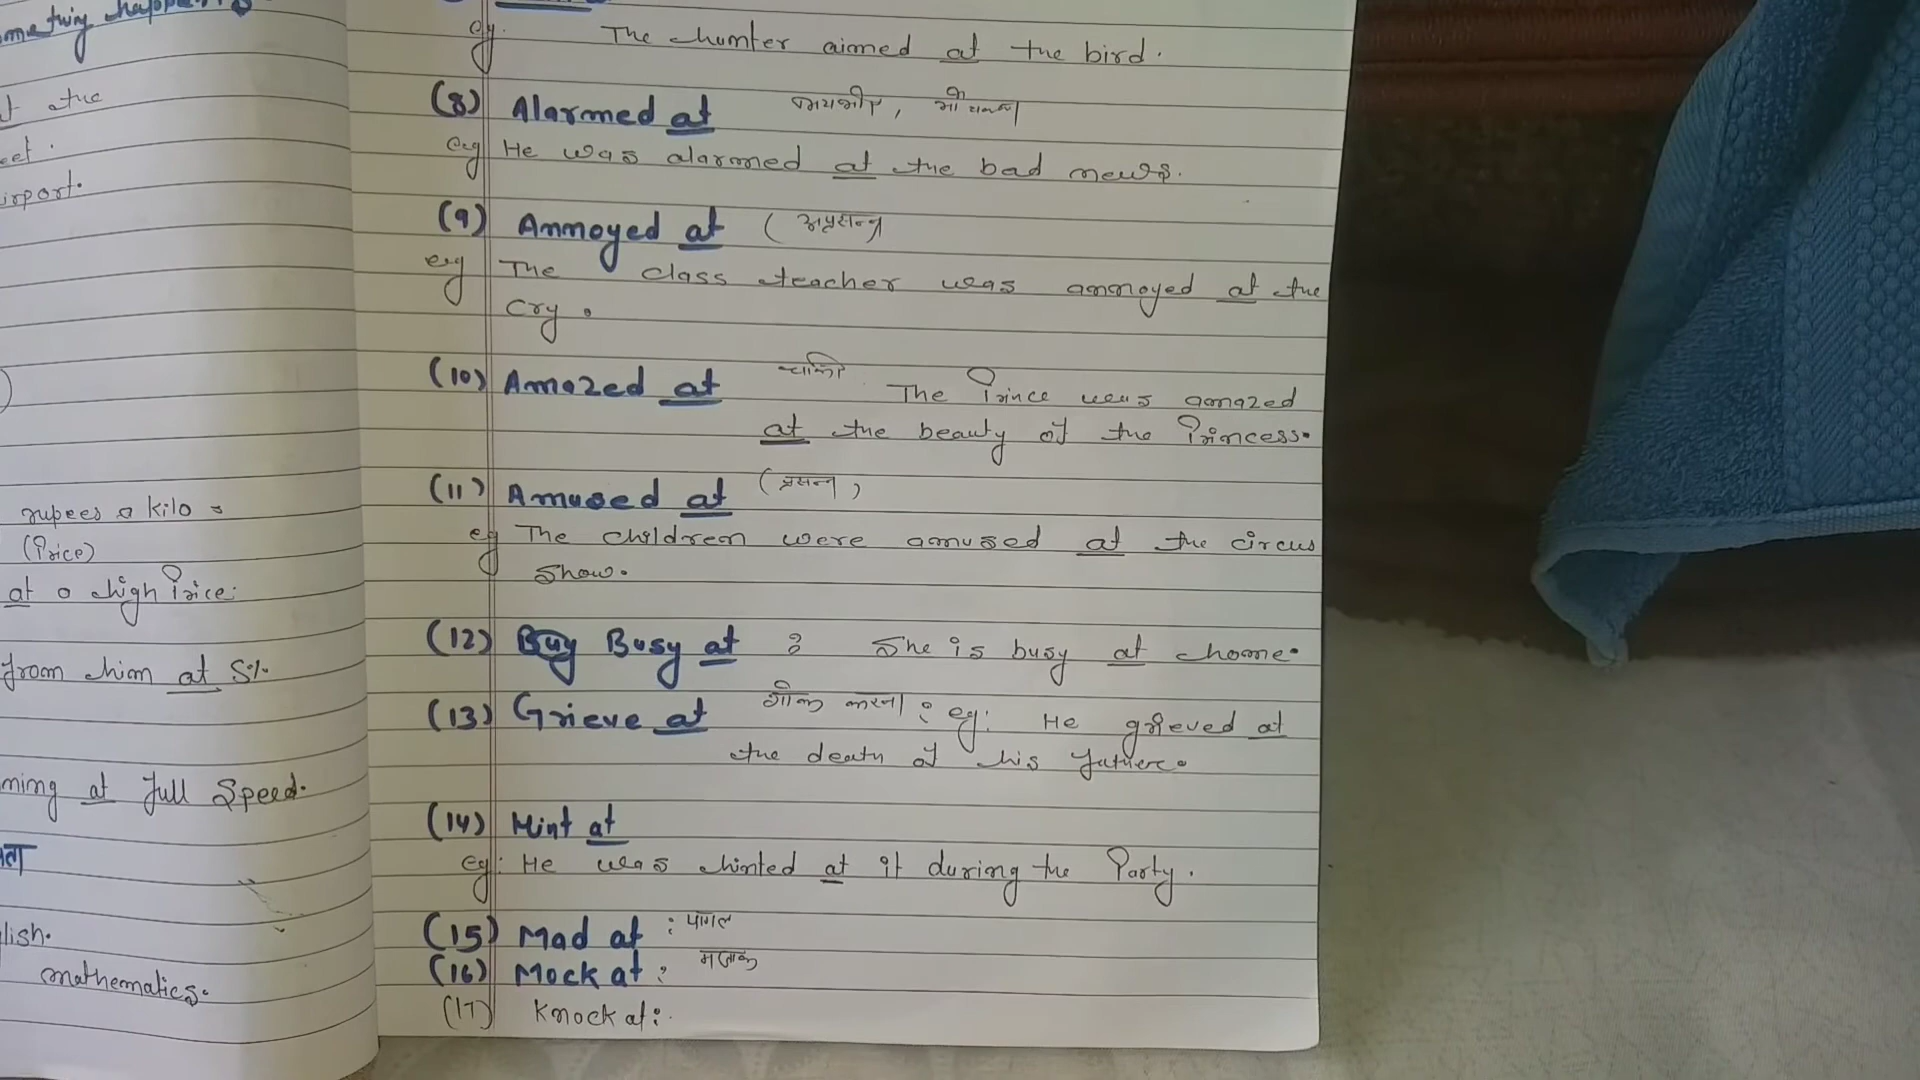 mething happens
t the
eet.
irport.
rupees a kilo
(Price)
at a high Price.
from him at 5%.
ming at full Speed.
lish.
mathematics.
eg. The hunter aimed at the bird.
(8) Alarmed at भयभीत,
eg He was alarmed at the bad news.
(9) Annoyed at (अप्रसन्न)
eg The class teacher was annoyed at the
cry.
(10) Amazed at चकित The Prince was amazed
at the beauty of the Princess.
(11) Amused at (प्रसन्न)
eg The children were amused at the circus
show.
(12) Busy at : She is busy at home.
(13) Grieve at शोक करना : eg: He grieved at
the death of his father.
(14) Hint at
eg: He was hinted at it during the Party.
(15) Mad at : पागल
(16) Mock at : मजाक
(17) Knock at :